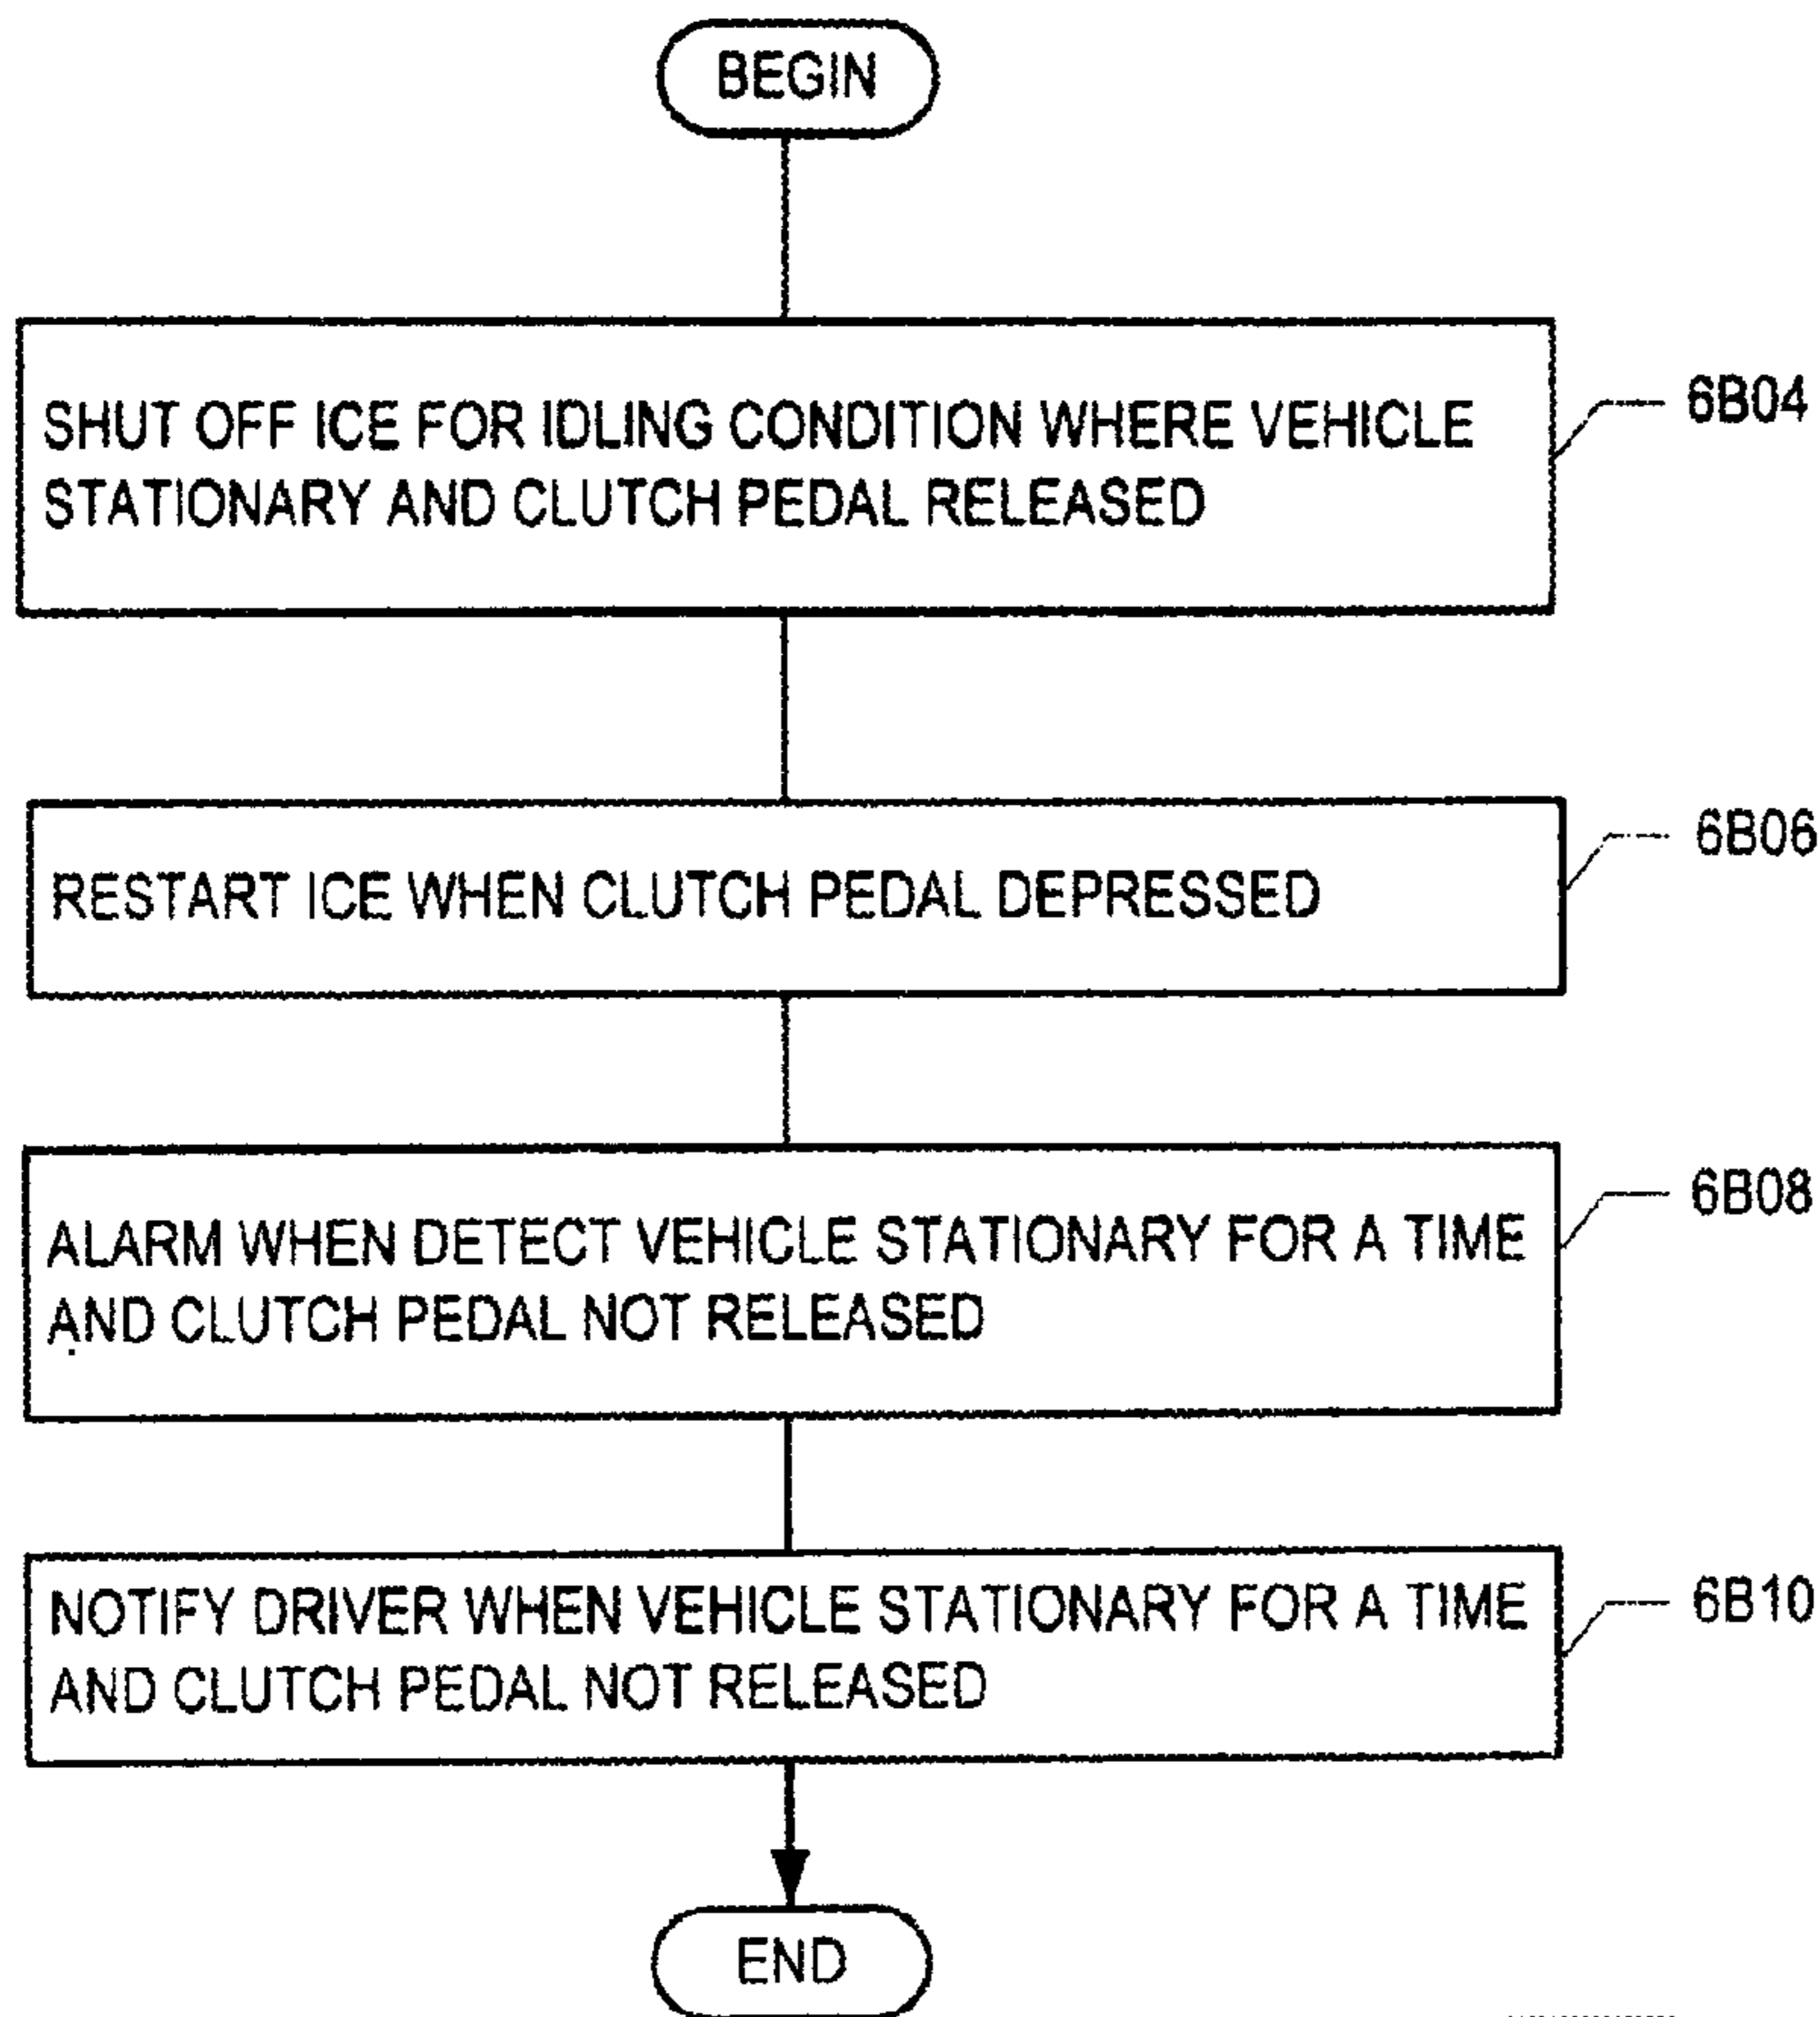 BEGIN
SHUT OFF ICE FOR IDLING CONDITION WHERE VEHICLE
STATIONARY AND CLUTCH PEDAL RELEASED
6B04
RESTART ICE WHEN CLUTCH PEDAL DEPRESSED
6B06
ALARM WHEN DETECT VEHICLE STATIONARY FOR A TIME
AND CLUTCH PEDAL NOT RELEASED
6B08
NOTIFY DRIVER WHEN VEHICLE STATIONARY FOR A TIME
AND CLUTCH PEDAL NOT RELEASED
6B10
END